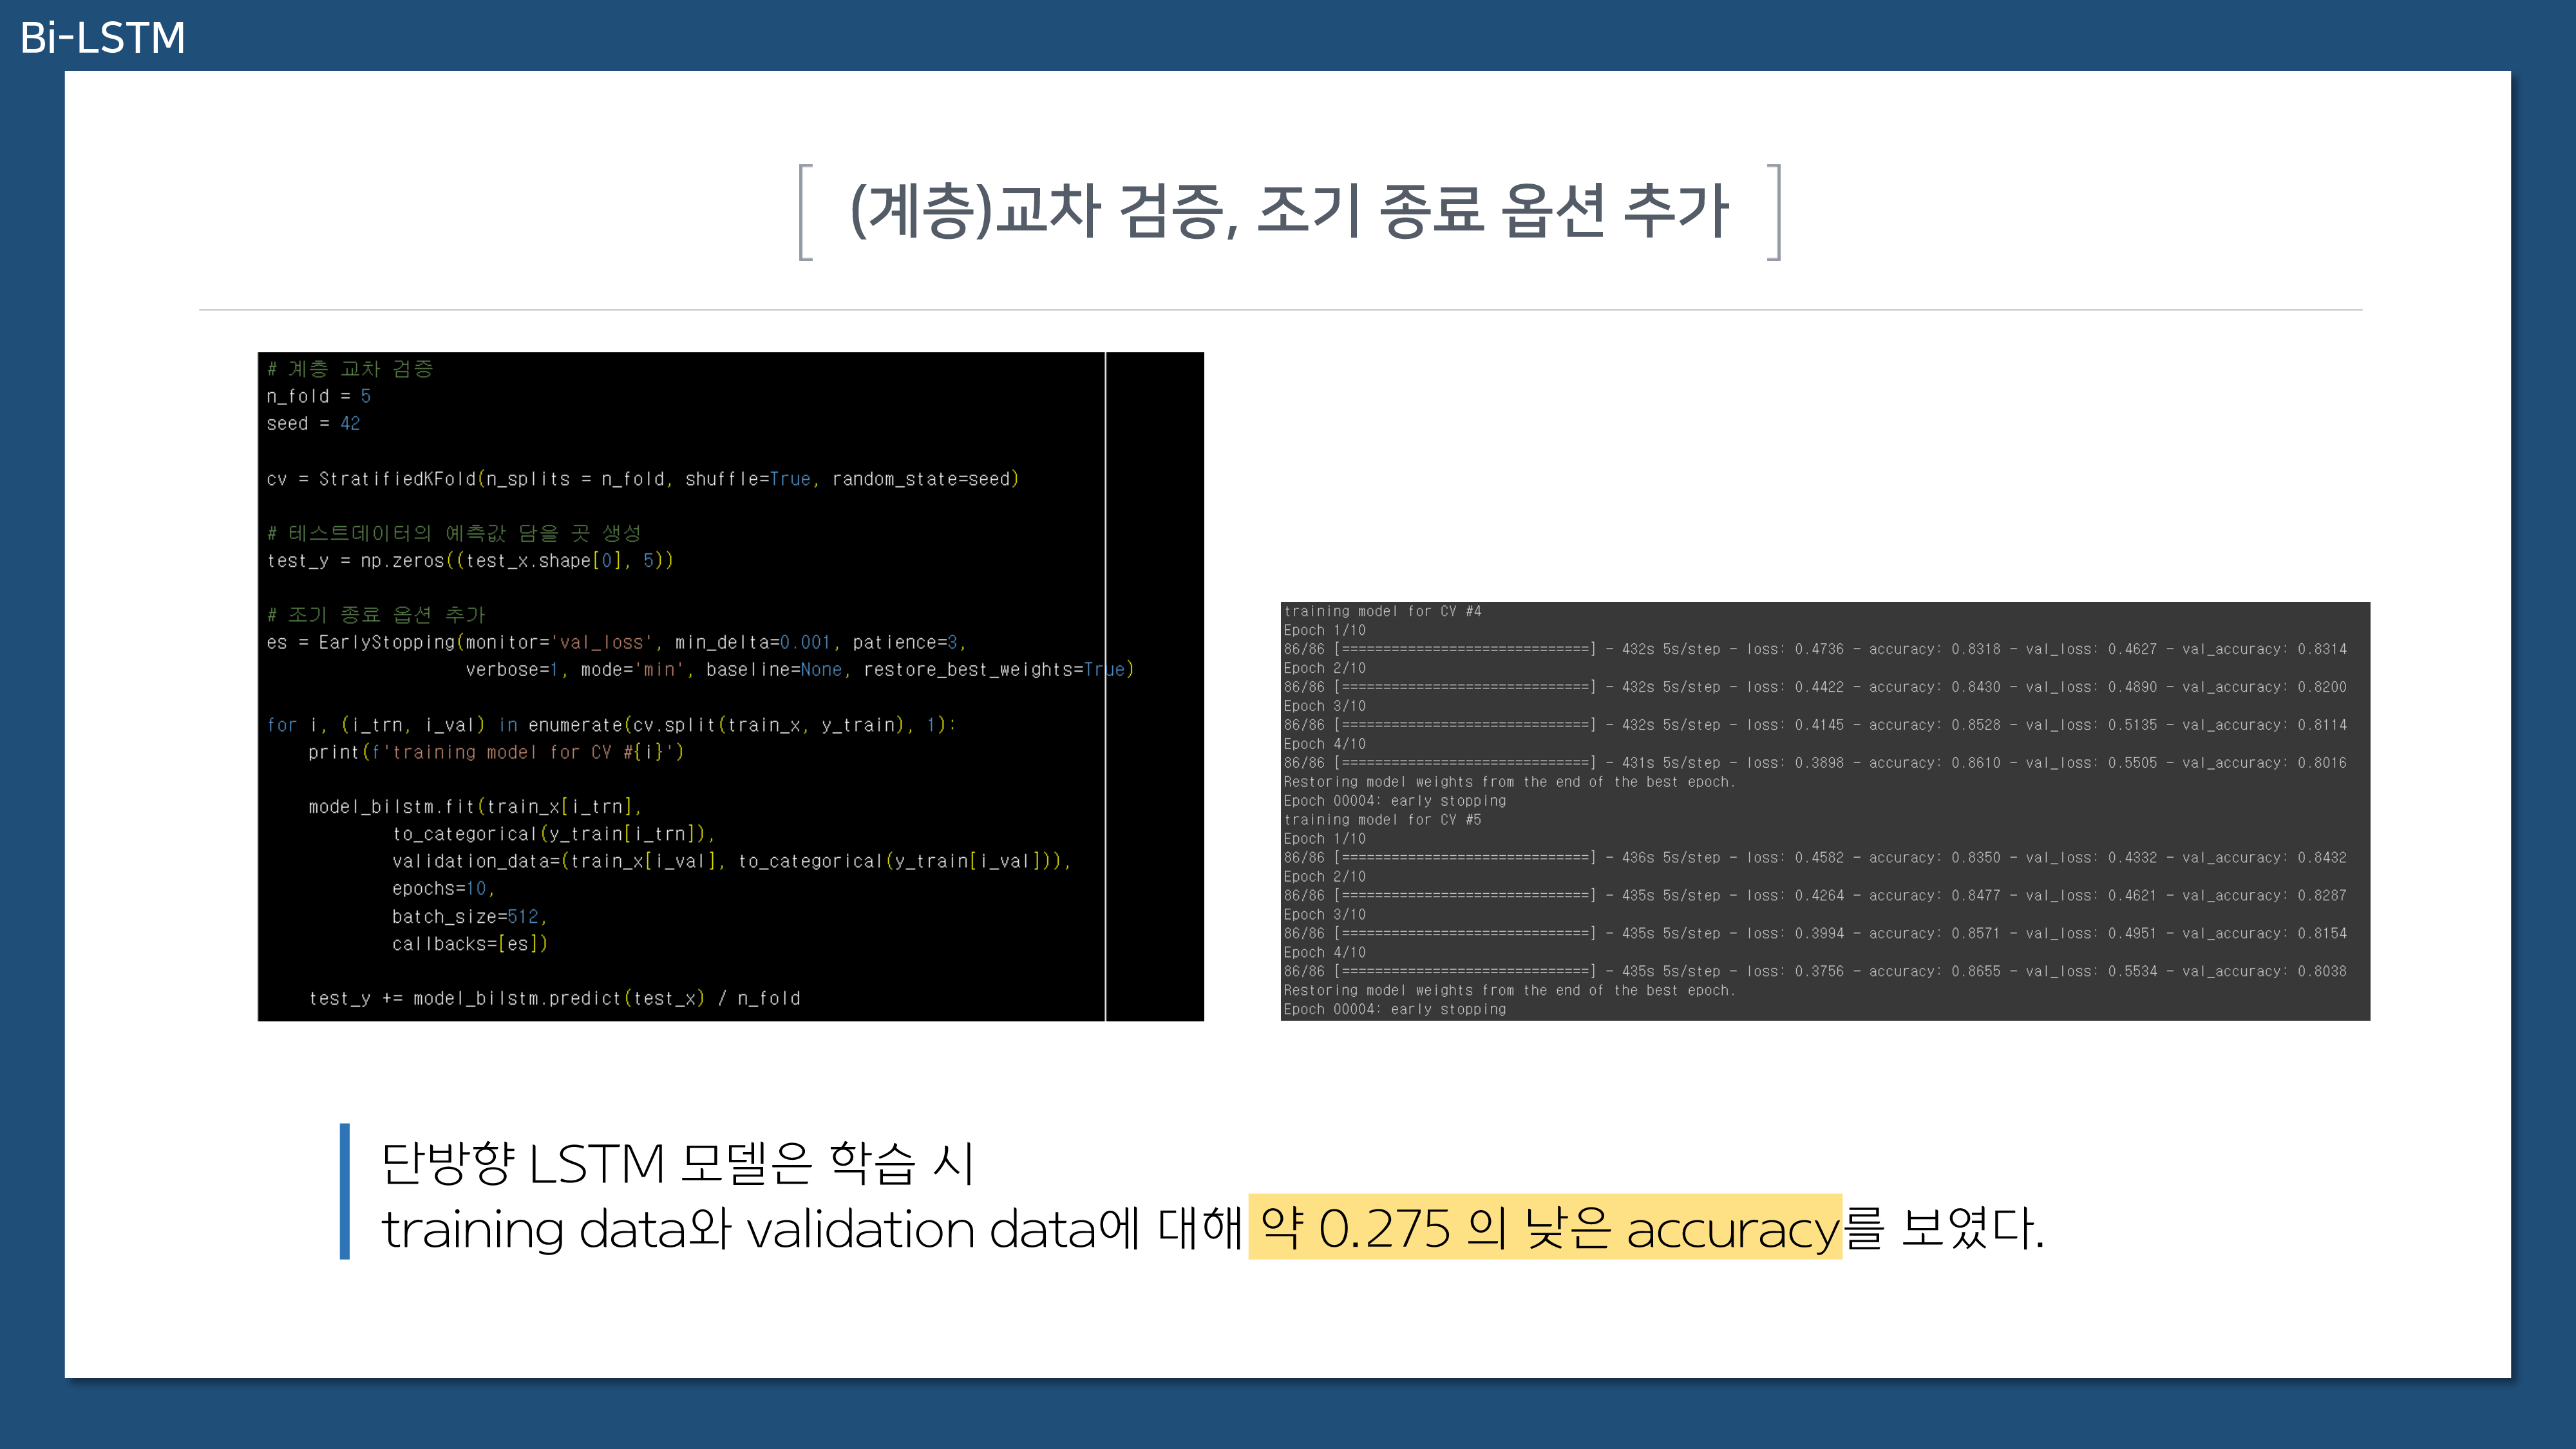 Bi-LSTM
(계층)교차 검증, 조기 종료 옵션 추가
# 계층 교차 검증
n_fold = 5
seed = 42
cv = StratifiedKFold(n_splits = n_fold, shuffle=True, random_state=seed)
# 테스트데이터의 예측값 담을 곳 생성
test_y = np.zeros((test_x.shape[0], 5))
# 조기 종료 옵션 추가
es = EarlyStopping(monitor='val_loss', min_delta=0.001, patience=3,
verbose=1, mode='min', baseline=None, restore_best_weights=True)
for i, (i_trn, i_val) in enumerate(cv.split(train_x, y_train), 1):
print(f'training model for CV #{i}')
model_bilstm.fit(train_x[i_trn],
to_categorical(y_train[i_trn]),
validation_data=(train_x[i_val], to_categorical(y_train[i_val])),
epochs=10,
batch_size=512,
callbacks=[es])
test_y += model_bilstm.predict(test_x) / n_fold
training model for CV #4
Epoch 1/10
86/86 [==============================] - 432s 5s/step - loss: 0.4736 - accuracy: 0.8318 - val_loss: 0.4627 - val_accuracy: 0.8314
Epoch 2/10
86/86 [==============================] - 432s 5s/step - loss: 0.4422 - accuracy: 0.8430 - val_loss: 0.4890 - val_accuracy: 0.8200
Epoch 3/10
86/86 [==============================] - 432s 5s/step - loss: 0.4145 - accuracy: 0.8528 - val_loss: 0.5135 - val_accuracy: 0.8114
Epoch 4/10
86/86 [==============================] - 431s 5s/step - loss: 0.3898 - accuracy: 0.8610 - val_loss: 0.5505 - val_accuracy: 0.8016
Restoring model weights from the end of the best epoch.
Epoch 00004: early stopping
training model for CV #5
Epoch 1/10
86/86 [==============================] - 436s 5s/step - loss: 0.4582 - accuracy: 0.8350 - val_loss: 0.4332 - val_accuracy: 0.8432
Epoch 2/10
86/86 [==============================] - 435s 5s/step - loss: 0.4264 - accuracy: 0.8477 - val_loss: 0.4621 - val_accuracy: 0.8287
Epoch 3/10
86/86 [==============================] - 435s 5s/step - loss: 0.3994 - accuracy: 0.8571 - val_loss: 0.4951 - val_accuracy: 0.8154
Epoch 4/10
86/86 [==============================] - 435s 5s/step - loss: 0.3756 - accuracy: 0.8655 - val_loss: 0.5534 - val_accuracy: 0.8038
Restoring model weights from the end of the best epoch.
Epoch 00004: early stopping
단방향 LSTM 모델은 학습 시
training data와 validation data에 대해 약 0.275 의 낮은 accuracy를 보였다.